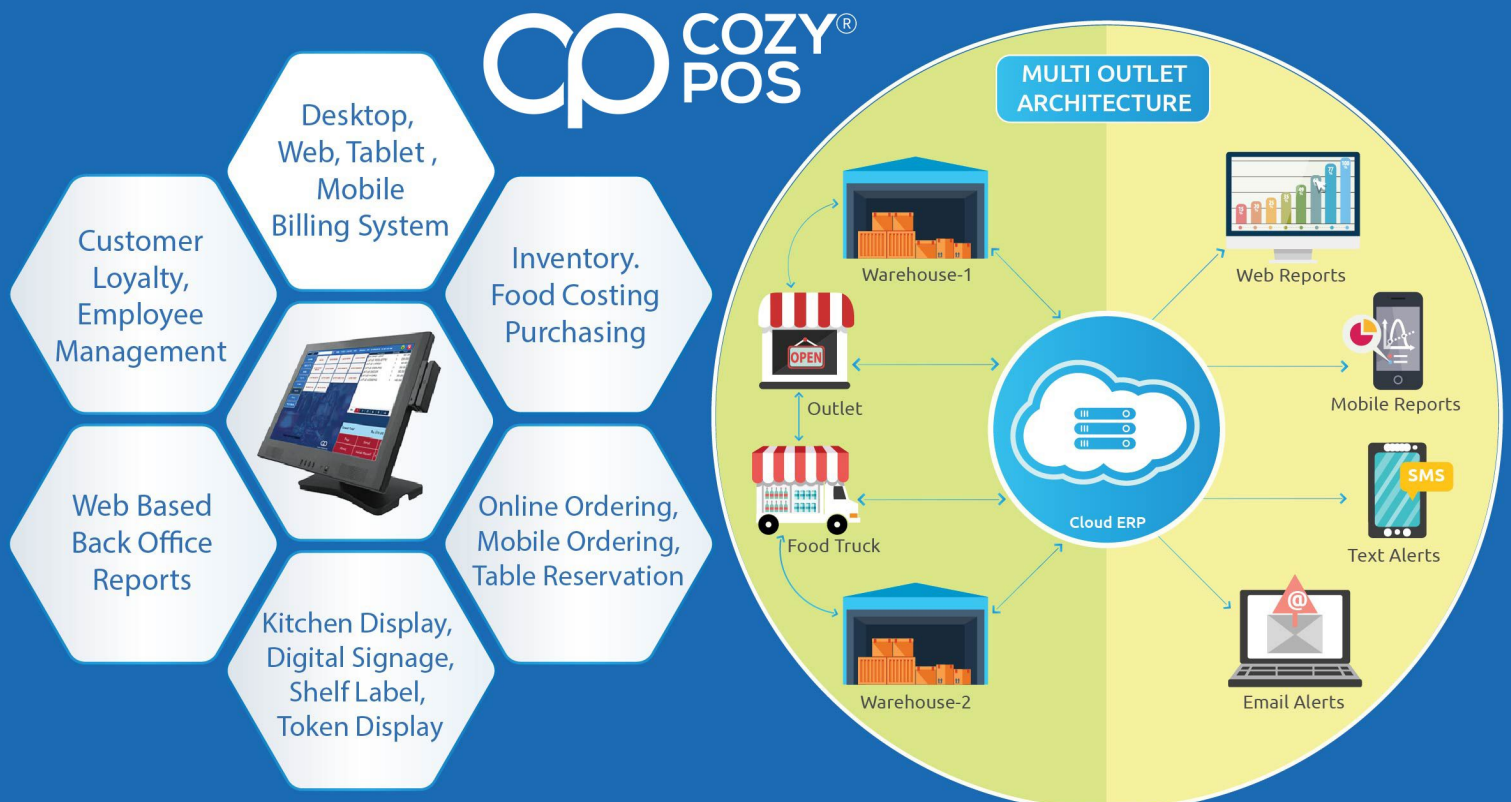 COZY®
POS
Desktop,
Web, Tablet ,
Mobile
Billing System
Customer
Loyalty,
Employee
Management
Inventory.
Food Costing
Purchasing
Web Based
Back Office
Reports
Online Ordering,
Mobile Ordering,
Table Reservation
Kitchen Display,
Digital Signage,
Shelf Label,
Token Display
MULTI OUTLET
ARCHITECTURE
Warehouse-1
OPEN
Outlet
Food Truck
Warehouse-2
Cloud ERP
Web Reports
Mobile Reports
SMS
Text Alerts
@
Email Alerts